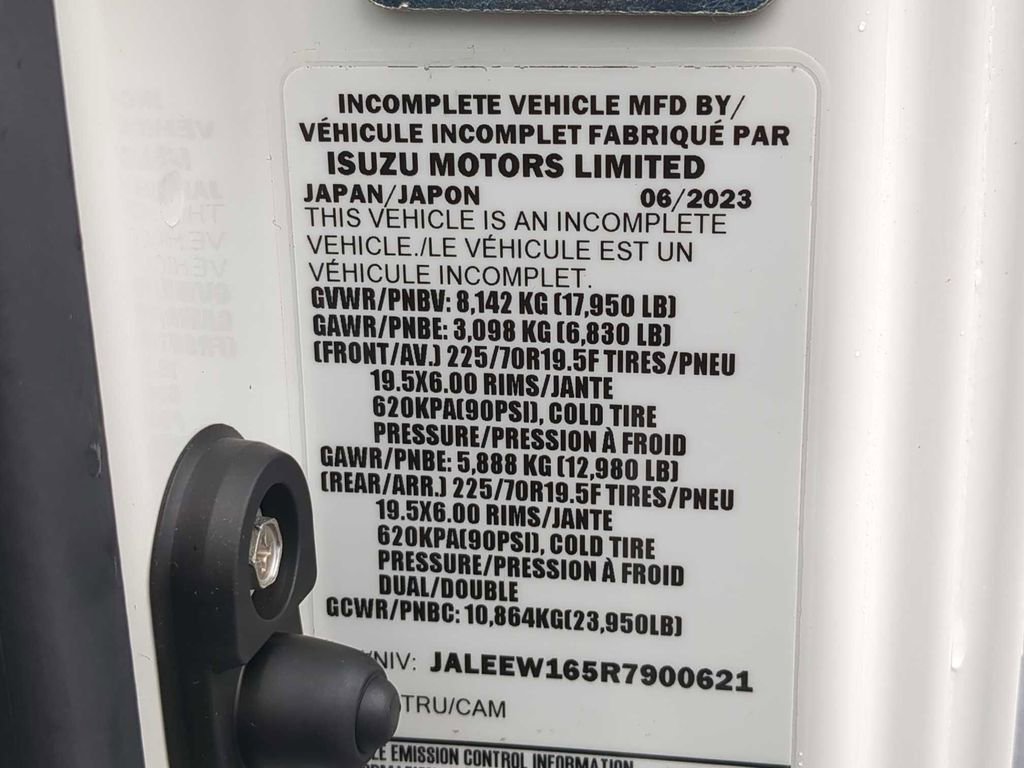 INCOMPLETE VEHICLE MFD BY/
VÉHICULE INCOMPLET FABRIQUÉ PAR
ISUZU MOTORS LIMITED
JAPAN/JAPON 06/2023
THIS VEHICLE IS AN INCOMPLETE
VEHICLE./LE VÉHICULE EST UN
VÉHICULE INCOMPLET.
GVWR/PNBV: 8,142 KG (17,950 LB)
GAWR/PNBE: 3,098 KG (6,830 LB)
(FRONT/AV.) 225/70R19.5F TIRES/PNEU
19.5X6.00 RIMS/JANTE
620KPA(90PSI), COLD TIRE
PRESSURE/PRESSION À FROID
GAWR/PNBE: 5,888 KG (12,980 LB)
(REAR/ARR.) 225/70R19.5F TIRES/PNEU
19.5X6.00 RIMS/JANTE
620KPA(90PSI), COLD TIRE
PRESSURE/PRESSION À FROID
DUAL/DOUBLE
GCWR/PNBC: 10,864KG(23,950LB)
/NIV: JALEEW165R7900621
TRU/CAM
EMISSION CONTROL INFORMATION